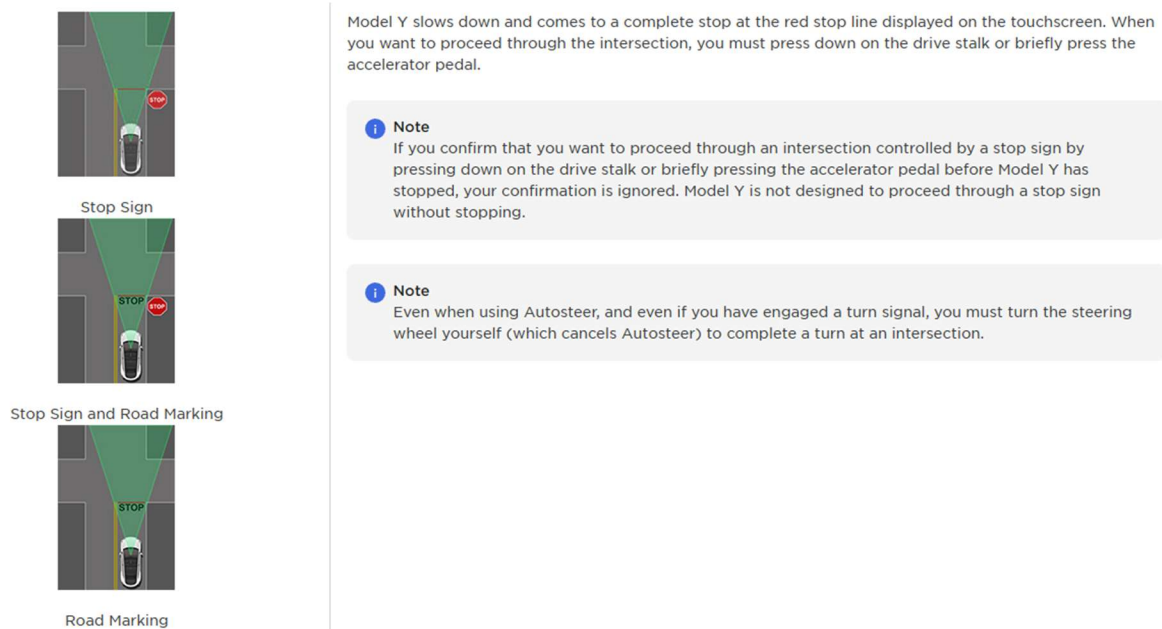 STOP
Stop Sign
STOP
STOP
Stop Sign and Road Marking
STOP
Road Marking
Model Y slows down and comes to a complete stop at the red stop line displayed on the touchscreen. When
you want to proceed through the intersection, you must press down on the drive stalk or briefly press the
accelerator pedal.
Note
If you confirm that you want to proceed through an intersection controlled by a stop sign by
pressing down on the drive stalk or briefly pressing the accelerator pedal before Model Y has
stopped, your confirmation is ignored. Model Y is not designed to proceed through a stop sign
without stopping.
Note
Even when using Autosteer, and even if you have engaged a turn signal, you must turn the steering
wheel yourself (which cancels Autosteer) to complete a turn at an intersection.